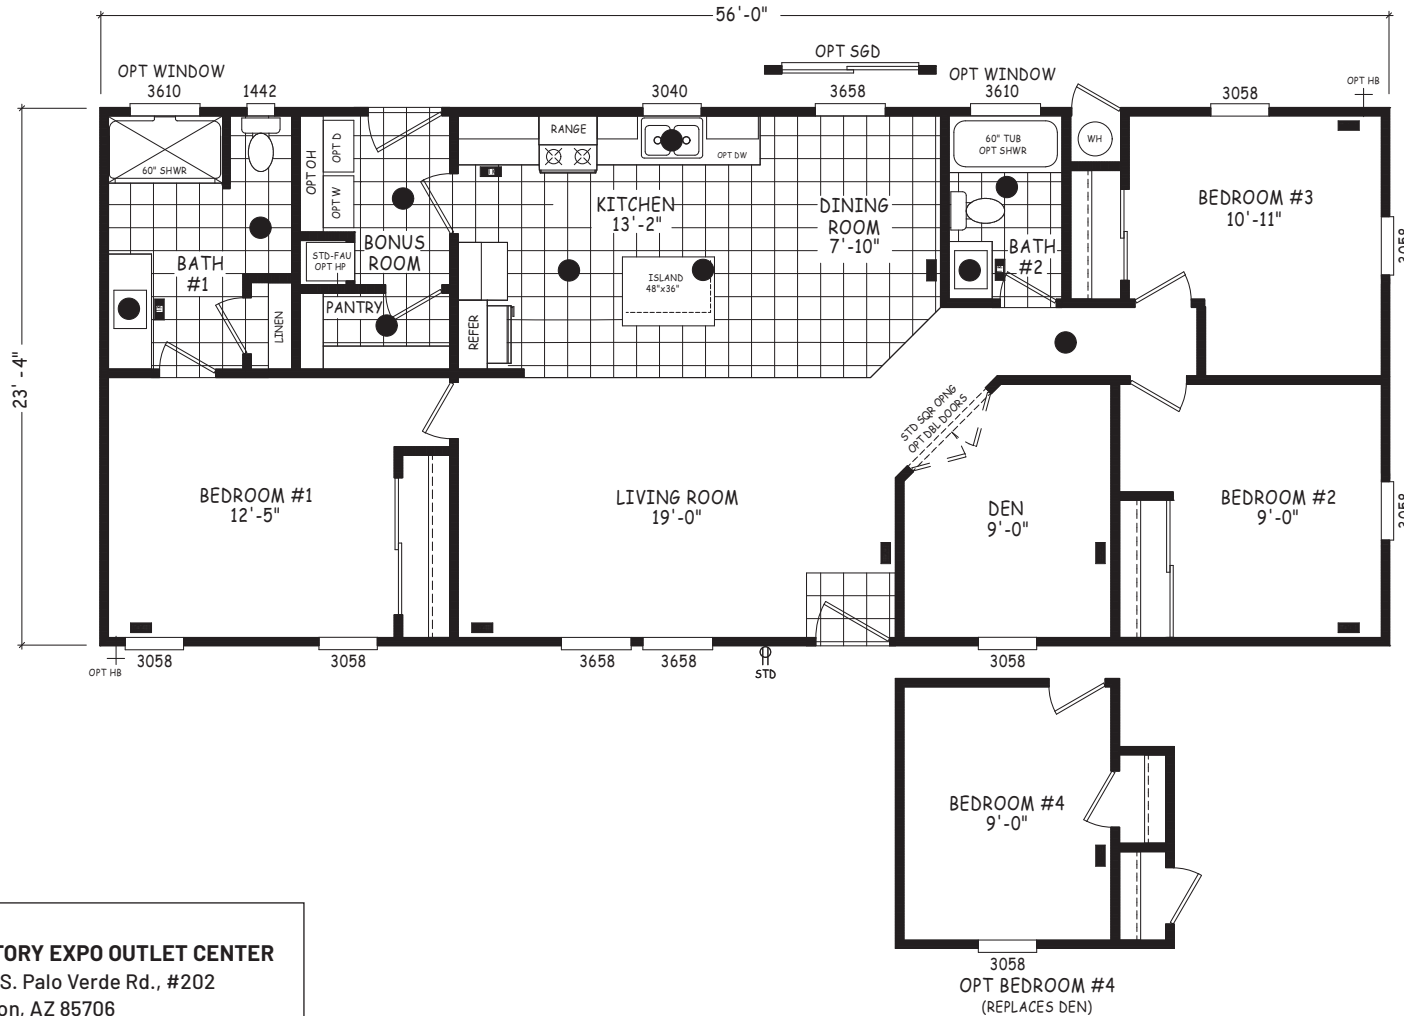 56'-0"
OPT SGD
OPT WINDOW
3610
1442
3040
3658
OPT WINDOW
3610
3058
OPT HB
60" SHWR
OPT OH
OPT D
OPT W
RANGE
OPT DW
60" TUB
OPT SHWR
WH
BEDROOM #3
10'-11"
3058
KITCHEN
13'-2"
DINING
ROOM
7'-10"
BATH
#1
BONUS
ROOM
STD-FAU
OPT HP
PANTRY
LINEN
REFER
ISLAND
48"x36"
BATH
#2
23'-4"
STD SQR OPNG
OPT DBL DOORS
BEDROOM #1
12'-5"
LIVING ROOM
19'-0"
DEN
9'-0"
BEDROOM #2
9'-0"
3058
OPT HB
3058
3058
3658
3658
STD
3058
BEDROOM #4
9'-0"
3058
OPT BEDROOM #4
(REPLACES DEN)
TORY EXPO OUTLET CENTER
S. Palo Verde Rd., #202
on, AZ 85706